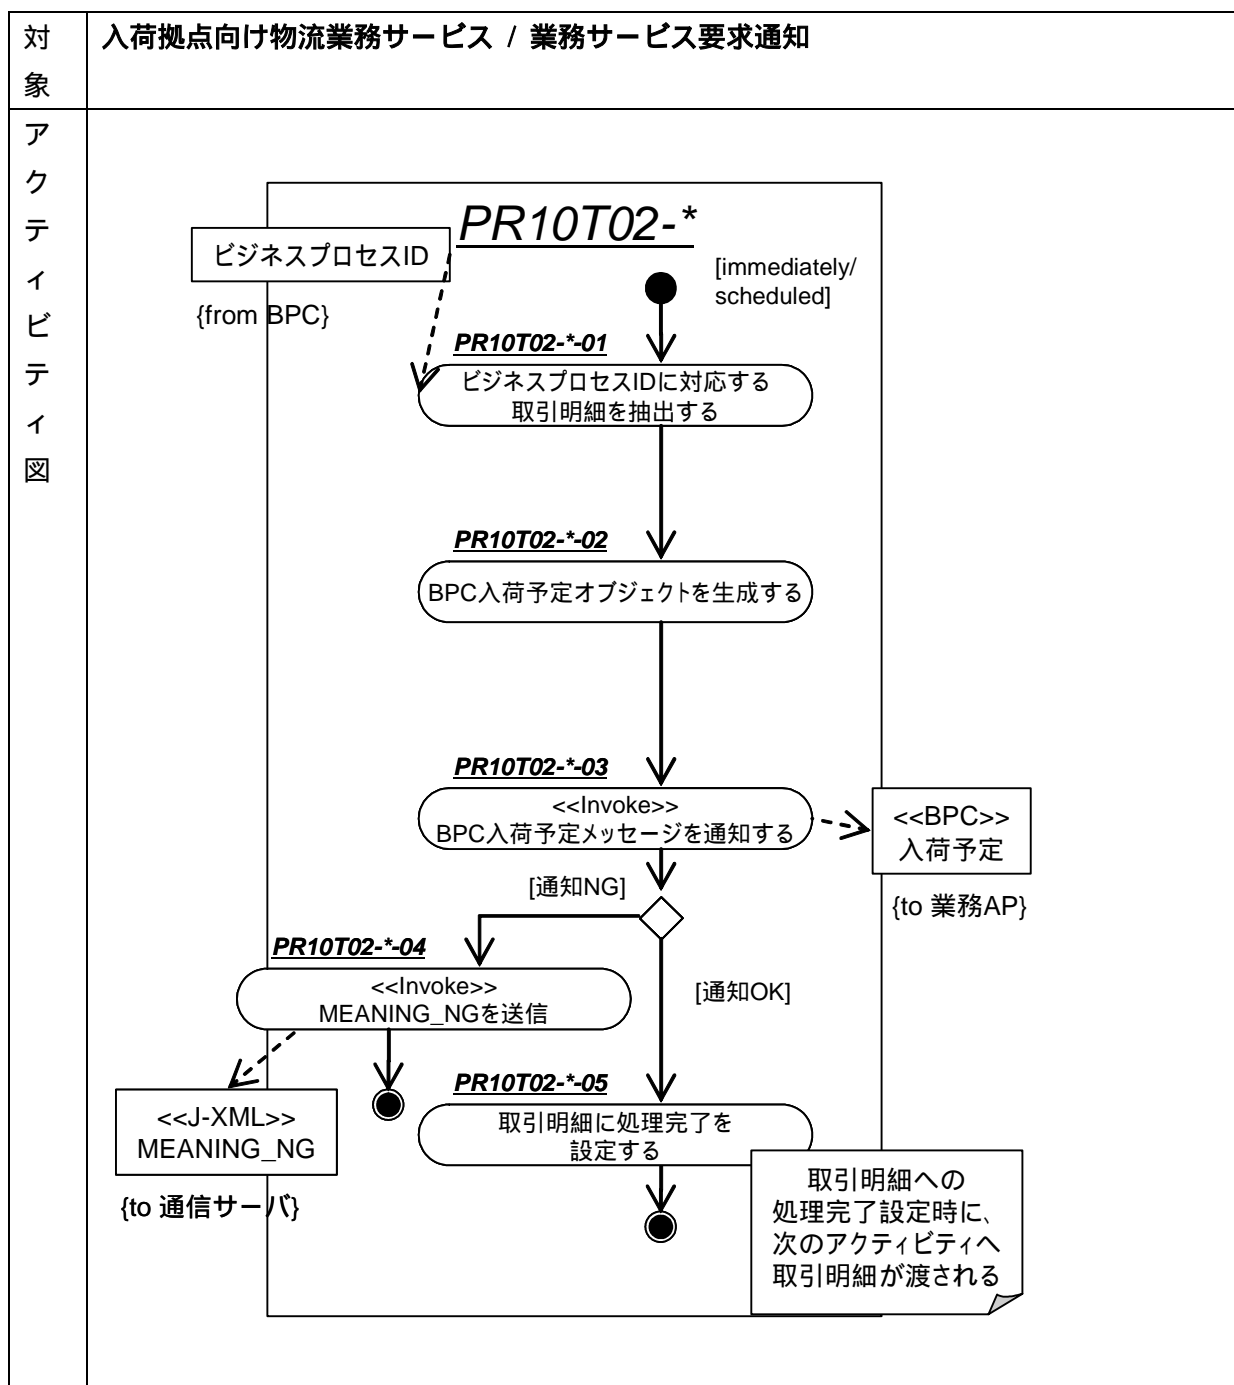 対象
入荷拠点向け物流業務サービス / 業務サービス要求通知
アクティビティ図
PR10T02-*
ビジネスプロセスID
{from BPC}
[immediately/
scheduled]
PR10T02-*-01
ビジネスプロセスIDに対応する
取引明細を抽出する
PR10T02-*-02
BPC入荷予定オブジェクトを生成する
PR10T02-*-03
<<Invoke>>
BPC入荷予定メッセージを通知する
<<BPC>>
入荷予定
{to 業務AP}
[通知NG]
PR10T02-*-04
<<Invoke>>
MEANING_NGを送信
[通知OK]
<<J-XML>>
MEANING_NG
{to 通信サーバ}
PR10T02-*-05
取引明細に処理完了を
設定する
取引明細への
処理完了設定時に、
次のアクティビティへ
取引明細が渡される